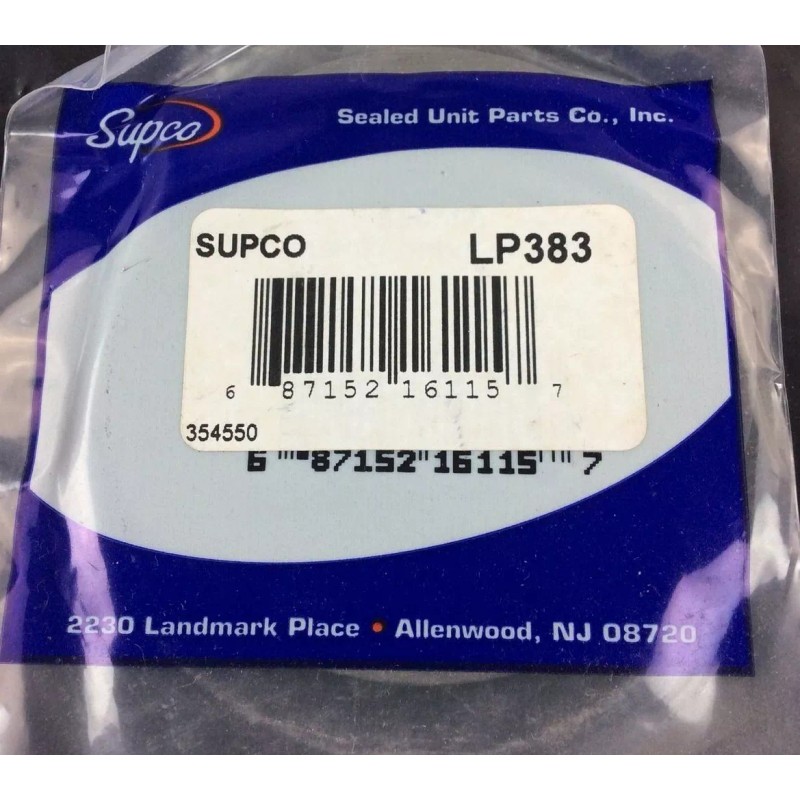 Supco
Sealed Unit Parts Co., Inc.
SUPCO LP383
6 87152 16115 7
354550
6 87152 16115 7
2230 Landmark Place • Allenwood, NJ 08720